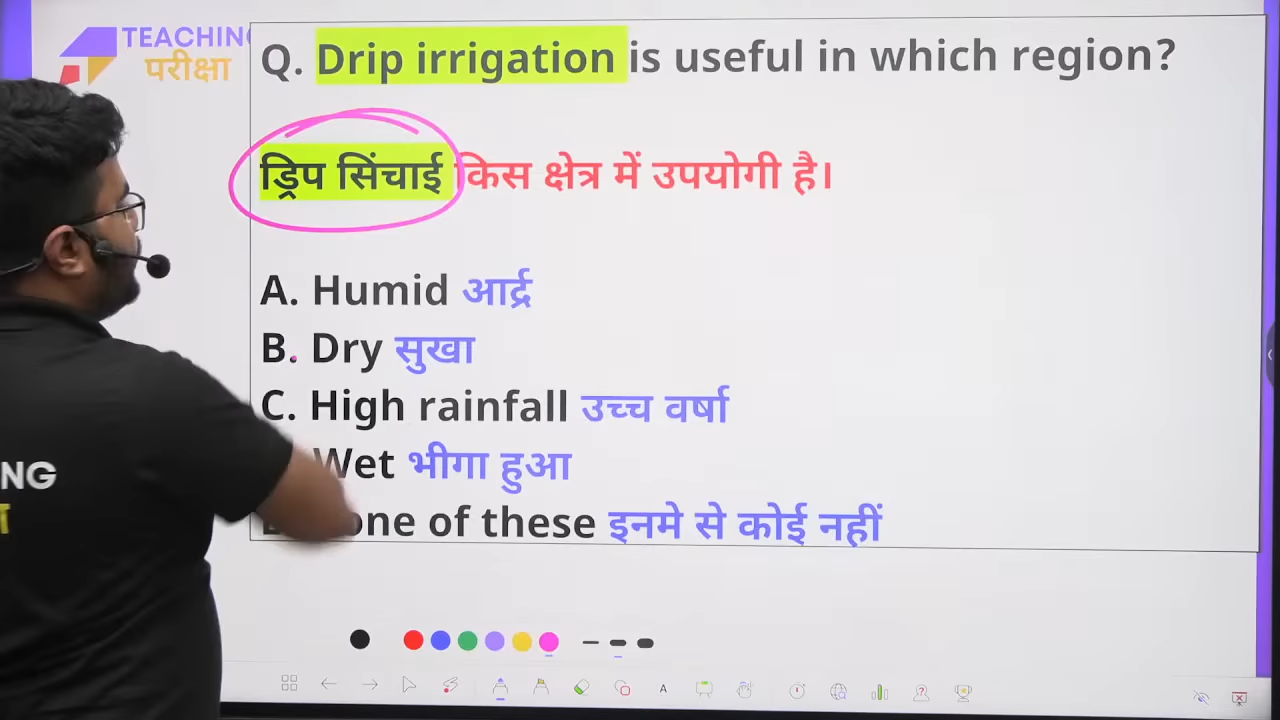 TEACHING
परीक्षा
Q. Drip irrigation is useful in which region?
ड्रिप सिंचाई किस क्षेत्र में उपयोगी है।
A. Humid आर्द्र
B. Dry सुखा
C. High rainfall उच्च वर्षा
Wet भीगा हुआ
of these इनमे से कोई नहीं
NG
A